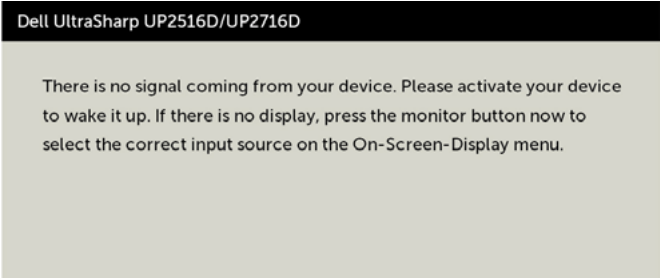 Dell UltraSharp UP2516D/UP2716D
There is no signal coming from your device. Please activate your device
to wake it up. If there is no display, press the monitor button now to
select the correct input source on the On-Screen-Display menu.